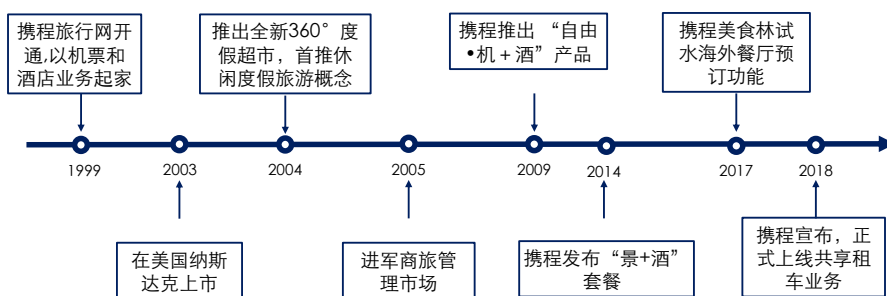 携程旅行网开
通,以机票和
酒店业务起家
推出全新360°度
假超市，首推休
闲度假旅游概念
携程推出 “自由
•机＋酒” 产品
携程美食林试
水海外餐厅预
订功能
1999
2003
2004
2005
2009
2014
2017
2018
在美国纳斯
达克上市
进军商旅管
理市场
携程发布“景+酒”
套餐
携程宣布，正
式上线共享租
车业务